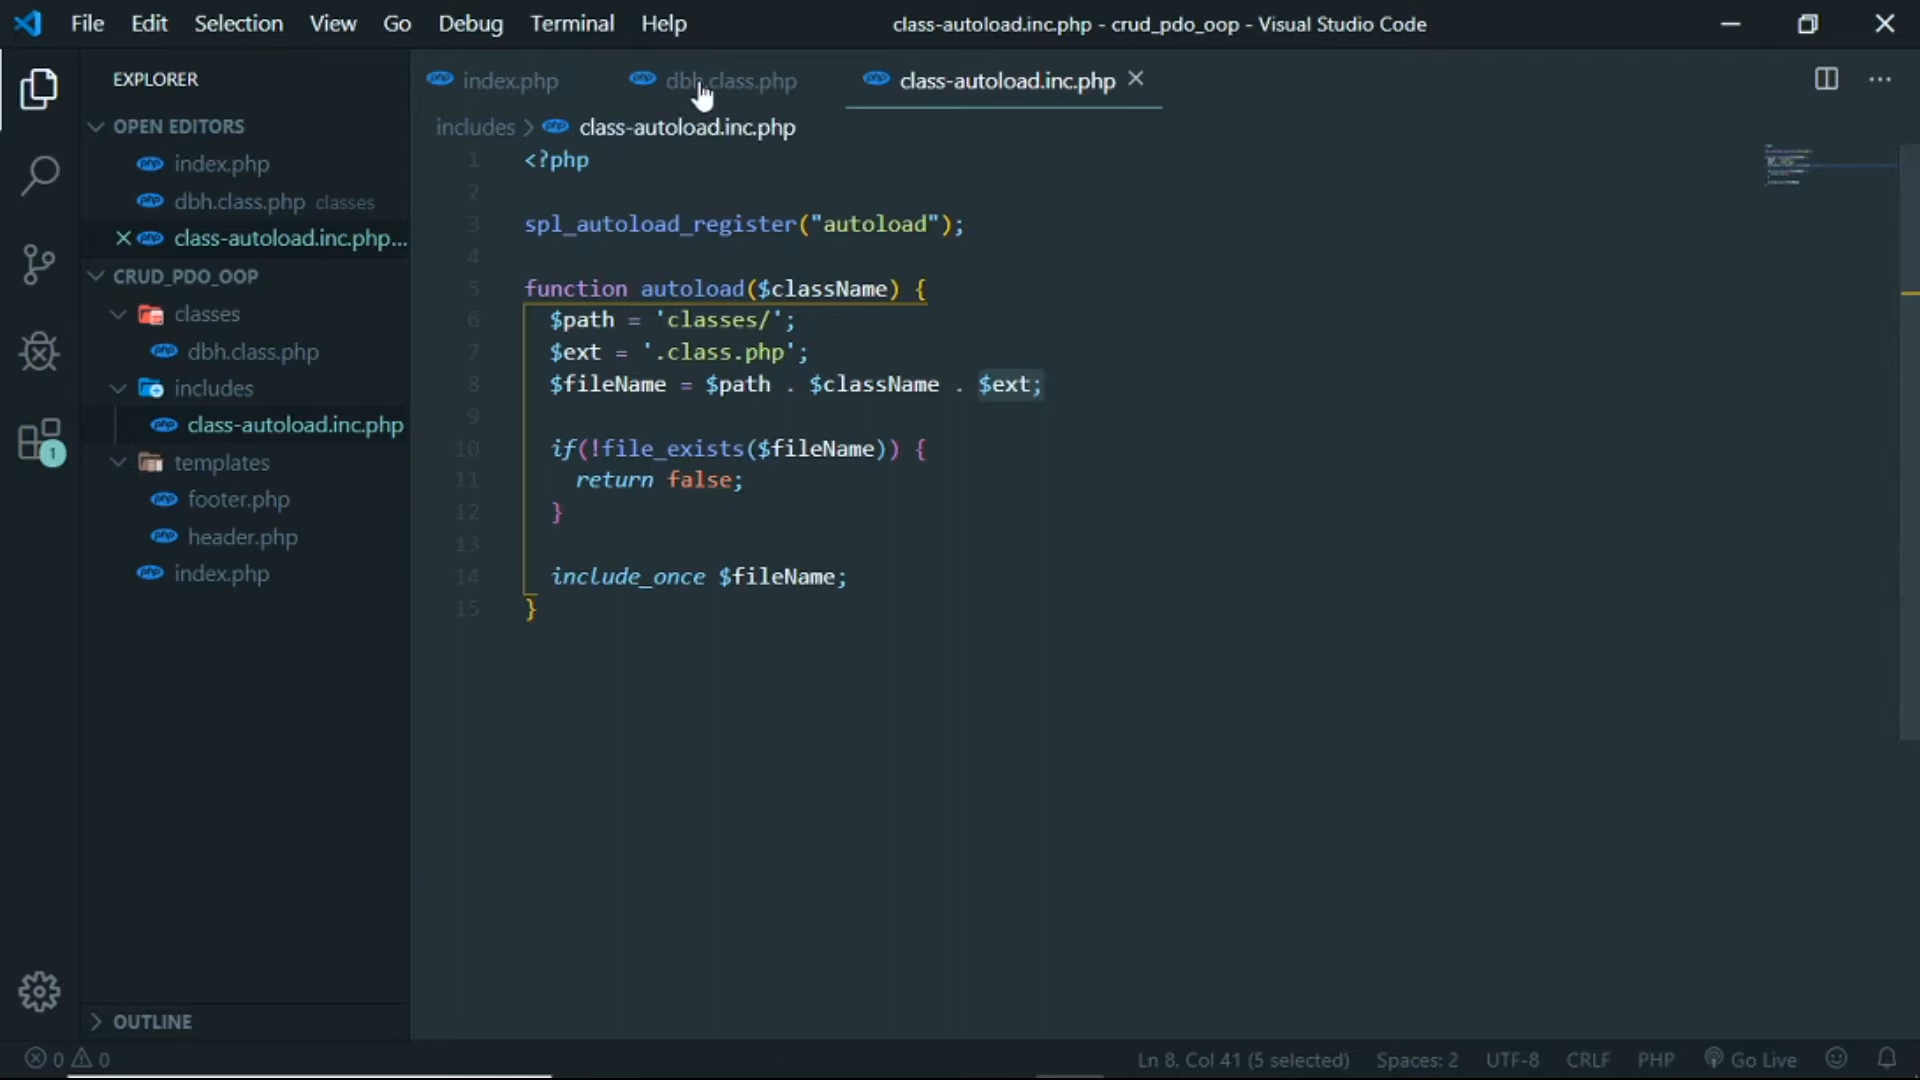 File Edit Selection View Go Debug Terminal Help class-autoload.inc.php - crud_pdo_oop - Visual Studio Code
EXPLORER
index.php dbh.class.php class-autoload.inc.php
OPEN EDITORS
includes > class-autoload.inc.php
index.php
dbh.class.php classes
class-autoload.inc.php...
CRUD_PDO_OOP
classes
dbh.class.php
includes
class-autoload.inc.php
templates
footer.php
header.php
index.php
OUTLINE
1
1 <?php
2
3 spl_autoload_register("autoload");
4
5 function autoload($className) {
6 $path = 'classes/';
7 $ext = '.class.php';
8 $fileName = $path . $className . $ext;
9
10 if(!file_exists($fileName)) {
11 return false;
12 }
13
14 include_once $fileName;
15 }
0 0 Ln 8, Col 41 (5 selected) Spaces: 2 UTF-8 CRLF PHP Go Live